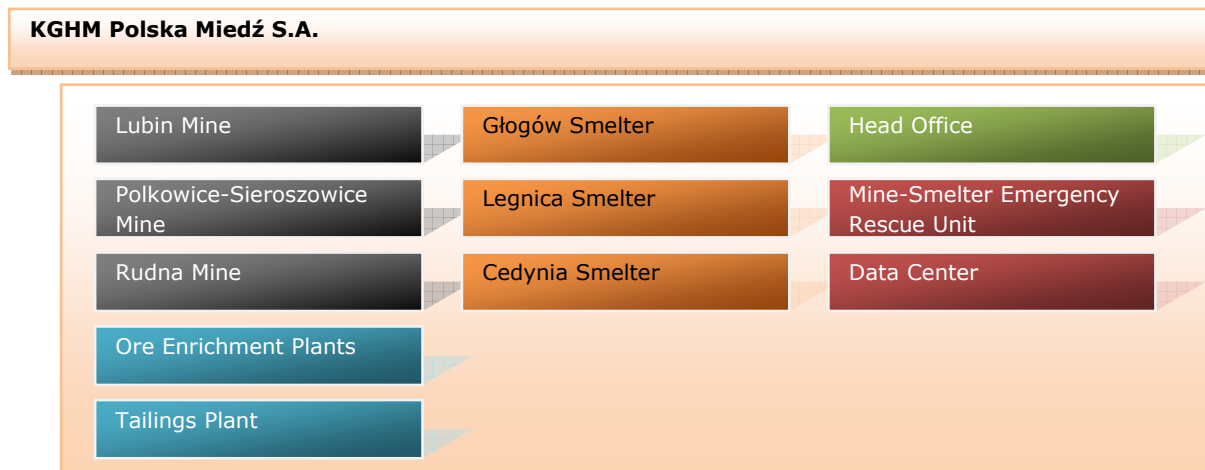 KGHM Polska Miedź S.A.
Lubin Mine
Głogów Smelter
Head Office
Polkowice-Sieroszowice
Mine
Legnica Smelter
Mine-Smelter Emergency
Rescue Unit
Rudna Mine
Cedynia Smelter
Data Center
Ore Enrichment Plants
Tailings Plant